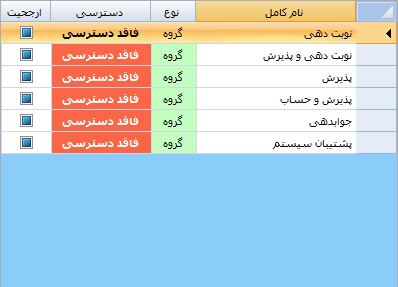 نام کامل نوع دسترسی ارجحیت
نوبت دهی گروه فاقد دسترسی
نوبت دهی و پذیرش گروه فاقد دسترسی
پذیرش گروه فاقد دسترسی
پذیرش و حساب گروه فاقد دسترسی
جوابدهی گروه فاقد دسترسی
پشتیبان سیستم گروه فاقد دسترسی